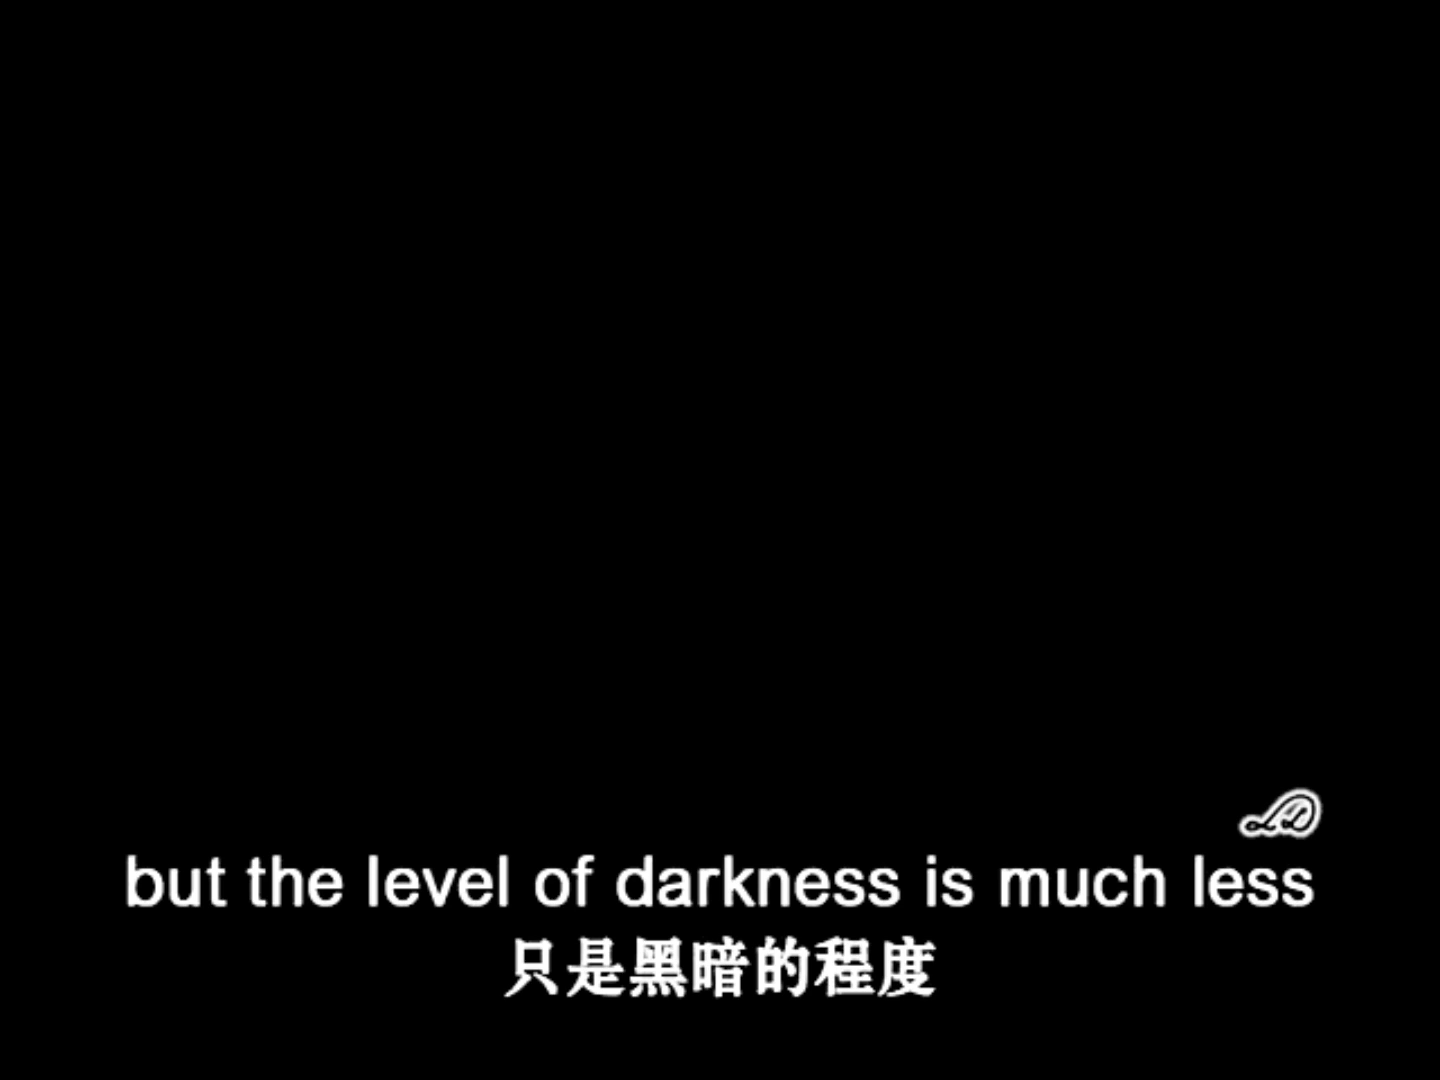 but the level of darkness is much less
只是黑暗的程度